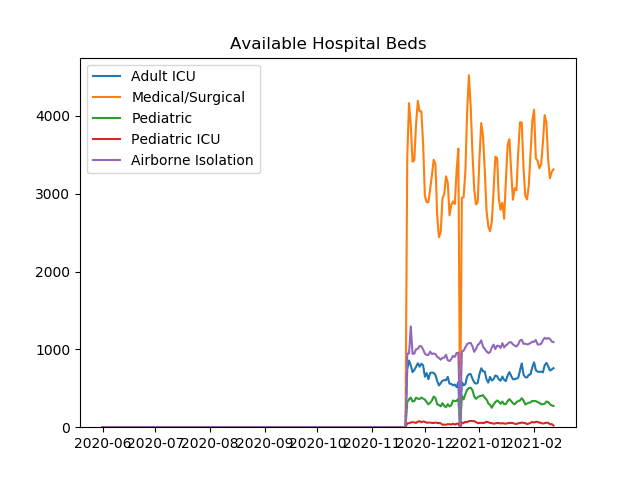 Available Hospital Beds
Adult ICU
Medical/Surgical
Pediatric
Pediatric ICU
Airborne Isolation
4000
3000
2000
1000
0
2020-06 2020-07 2020-08 2020-09 2020-10 2020-11 2020-12 2021-01 2021-02